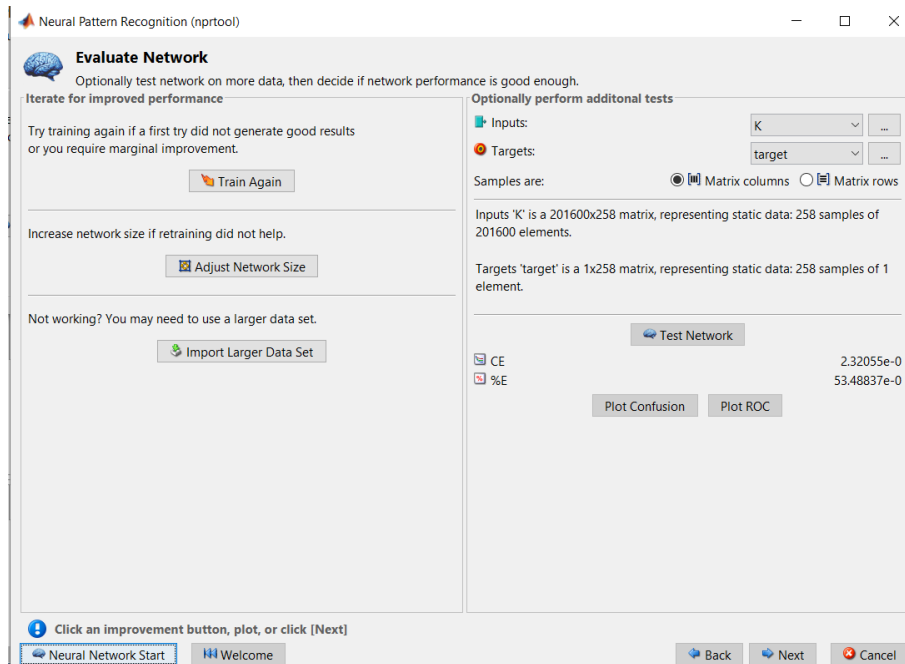 Neural Pattern Recognition (nprtool)
Evaluate Network
Optionally test network on more data, then decide if network performance is good enough.
Iterate for improved performance
Try training again if a first try did not generate good results
or you require marginal improvement.
Train Again
Increase network size if retraining did not help.
Adjust Network Size
Not working? You may need to use a larger data set.
Import Larger Data Set
Optionally perform additonal tests
Inputs: K ...
Targets: target ...
Samples are: Matrix columns Matrix rows
Inputs 'K' is a 201600x258 matrix, representing static data: 258 samples of
201600 elements.
Targets 'target' is a 1x258 matrix, representing static data: 258 samples of 1
element.
Test Network
CE 2.32055e-0
%E 53.48837e-0
Plot Confusion Plot ROC
Click an improvement button, plot, or click [Next]
Neural Network Start Welcome Back Next Cancel